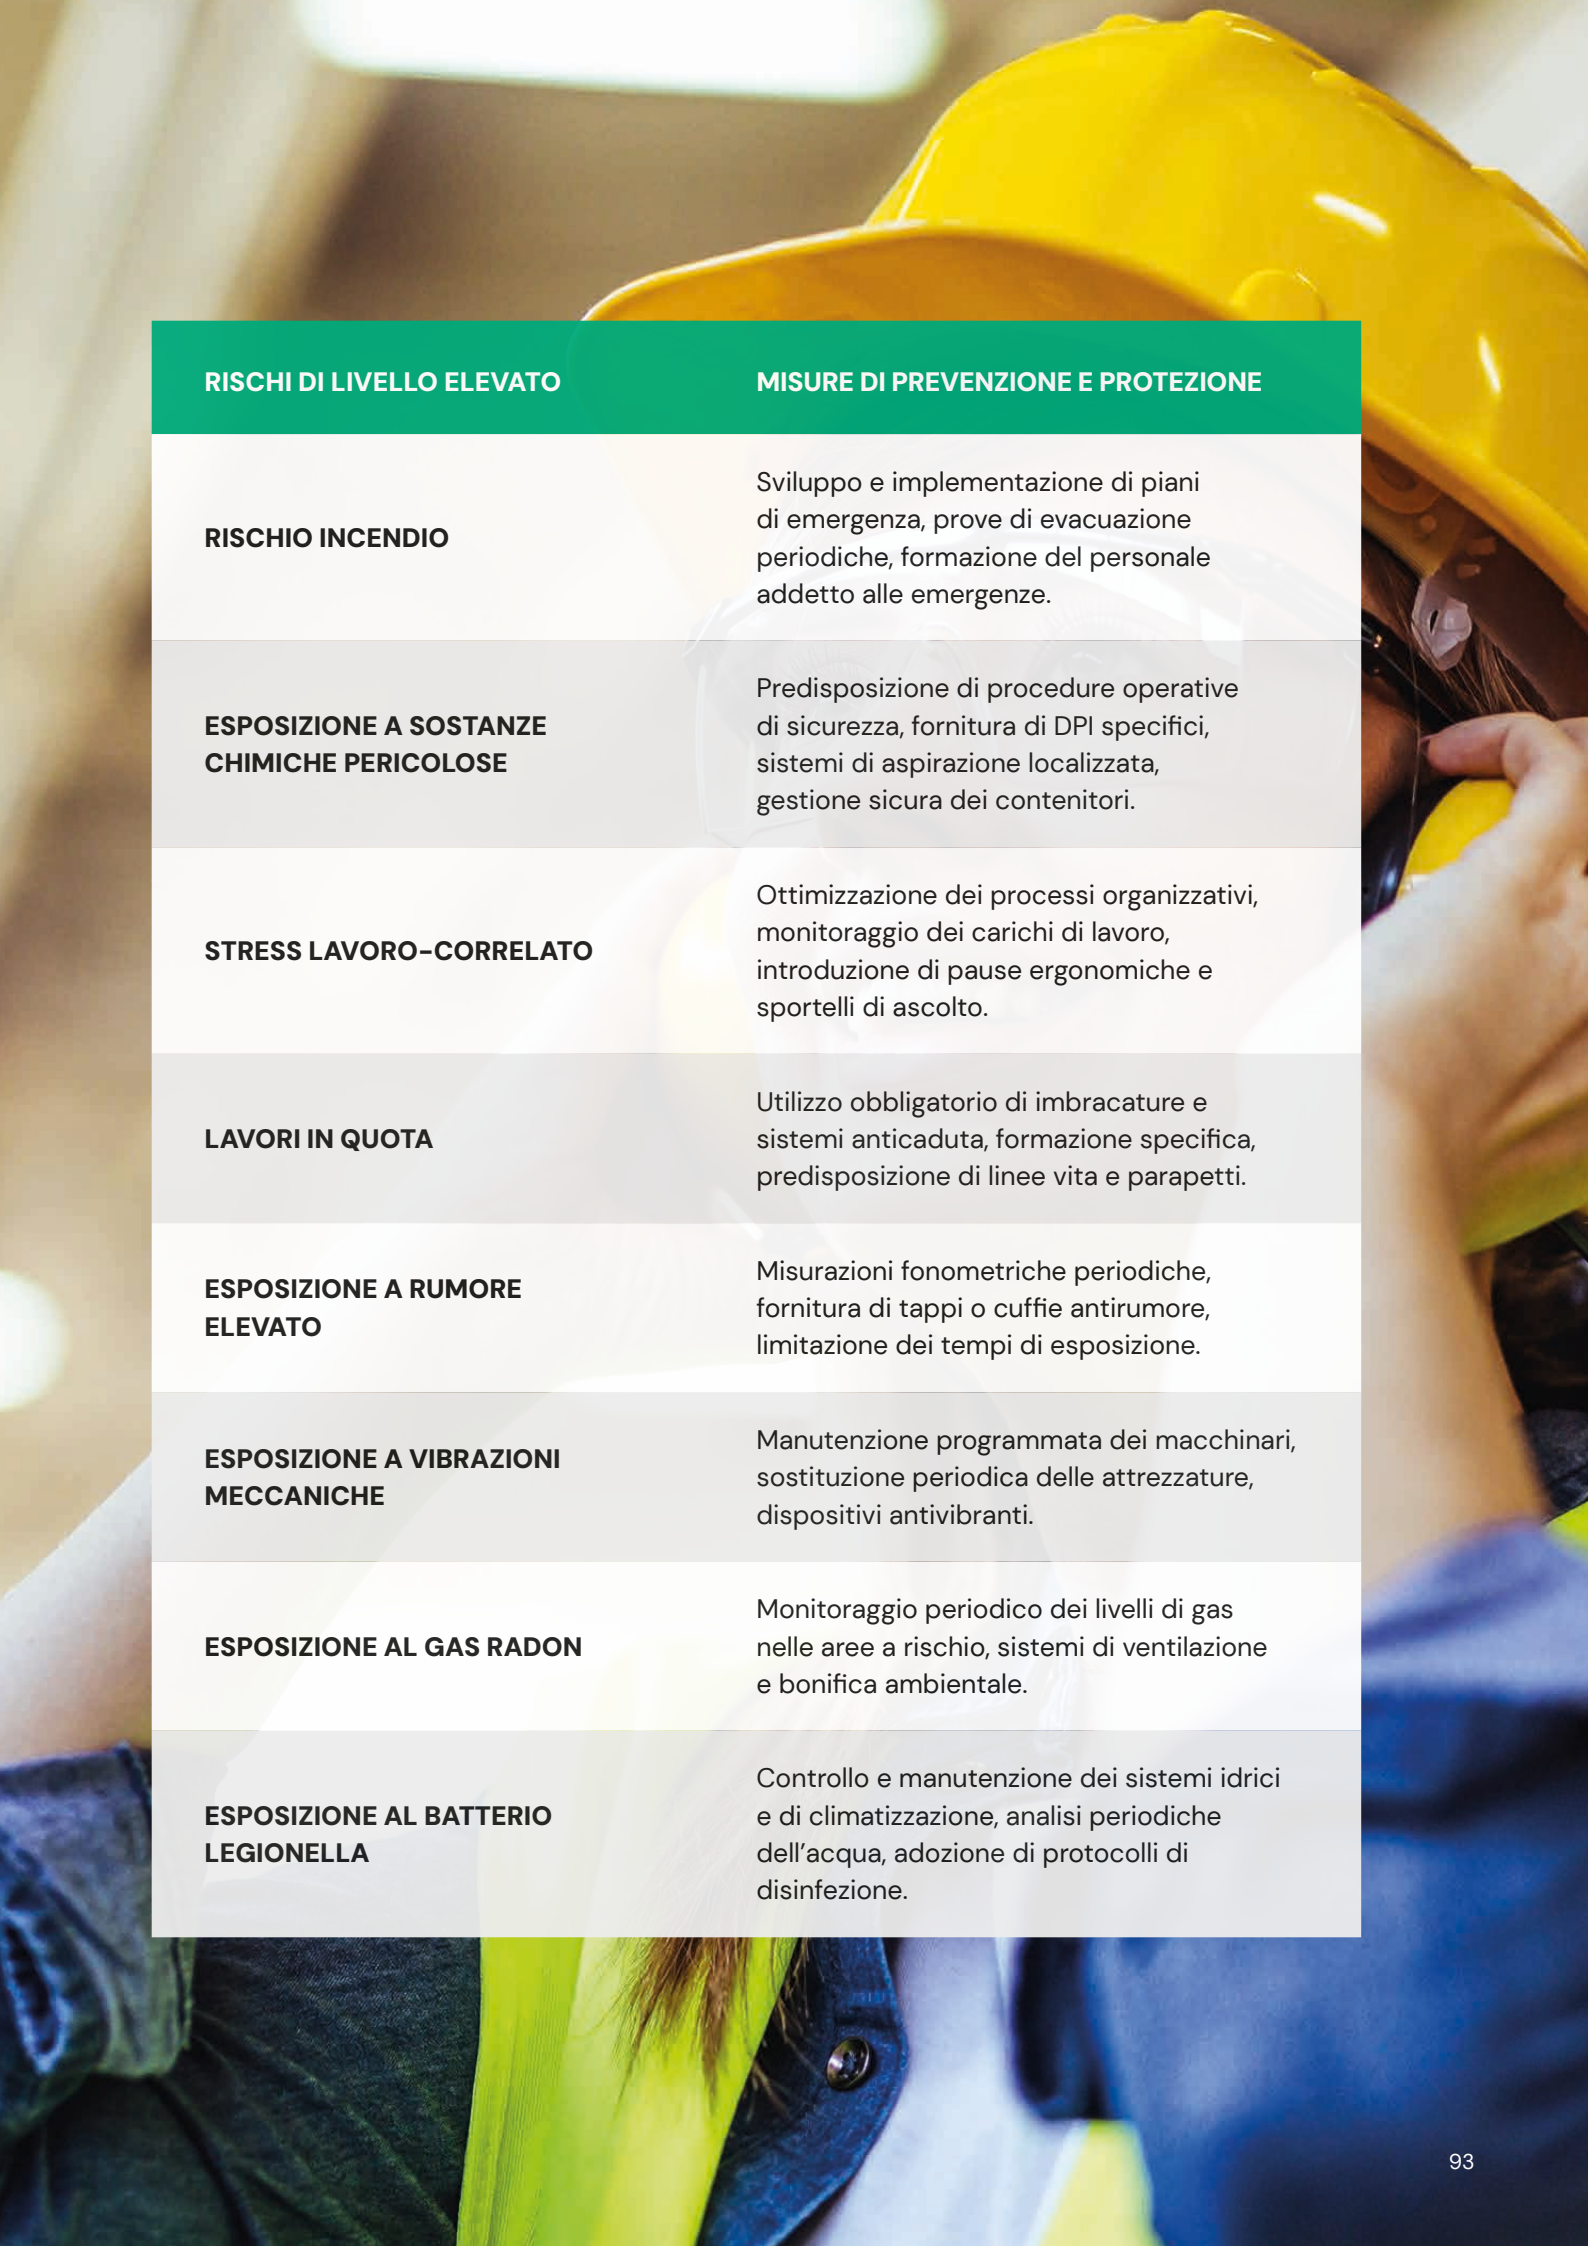 RISCHI DI LIVELLO ELEVATO
MISURE DI PREVENZIONE E PROTEZIONE
RISCHIO INCENDIO
Sviluppo e implementazione di piani
di emergenza, prove di evacuazione
periodiche, formazione del personale
addetto alle emergenze.
ESPOSIZIONE A SOSTANZE
CHIMICHE PERICOLOSE
Predisposizione di procedure operative
di sicurezza, fornitura di DPI specifici,
sistemi di aspirazione localizzata,
gestione sicura dei contenitori.
STRESS LAVORO-CORRELATO
Ottimizzazione dei processi organizzativi,
monitoraggio dei carichi di lavoro,
introduzione di pause ergonomiche e
sportelli di ascolto.
LAVORI IN QUOTA
Utilizzo obbligatorio di imbracature e
sistemi anticaduta, formazione specifica,
predisposizione di linee vita e parapetti.
ESPOSIZIONE A RUMORE
ELEVATO
Misurazioni fonometriche periodiche,
fornitura di tappi o cuffie antirumore,
limitazione dei tempi di esposizione.
ESPOSIZIONE A VIBRAZIONI
MECCANICHE
Manutenzione programmata dei macchinari,
sostituzione periodica delle attrezzature,
dispositivi antivibranti.
ESPOSIZIONE AL GAS RADON
Monitoraggio periodico dei livelli di gas
nelle aree a rischio, sistemi di ventilazione
e bonifica ambientale.
ESPOSIZIONE AL BATTERIO
LEGIONELLA
Controllo e manutenzione dei sistemi idrici
e di climatizzazione, analisi periodiche
dell’acqua, adozione di protocolli di
disinfezione.
93